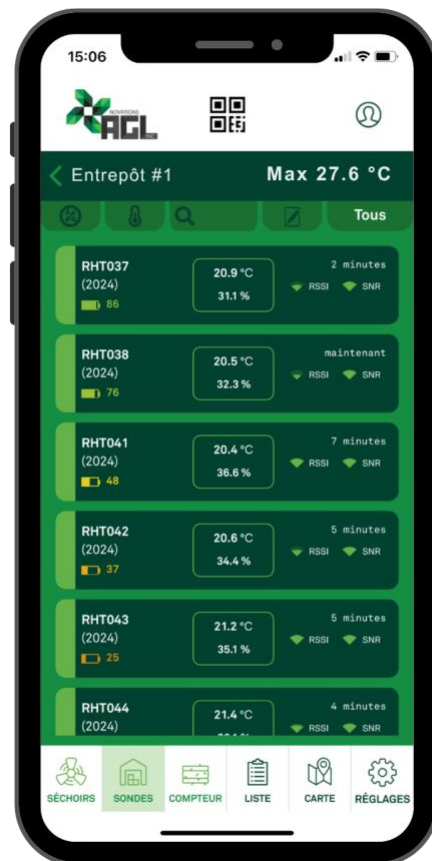 15:06
NOVATIONS
AGL
INC
Entrepôt #1 Max 27.6 °C
Tous
RHT037
(2024)
86
20.9 °C
31.1 %
2 minutes
RSSI SNR
RHT038
(2024)
76
20.5 °C
32.3 %
maintenant
RSSI SNR
RHT041
(2024)
48
20.4 °C
36.6 %
7 minutes
RSSI SNR
RHT042
(2024)
37
20.6 °C
34.4 %
5 minutes
RSSI SNR
RHT043
(2024)
25
21.2 °C
35.1 %
5 minutes
RSSI SNR
RHT044
(2024)
21.4 °C
4 minutes
RSSI SNR
SÉCHOIRS SONDES COMPTEUR LISTE CARTE RÉGLAGES